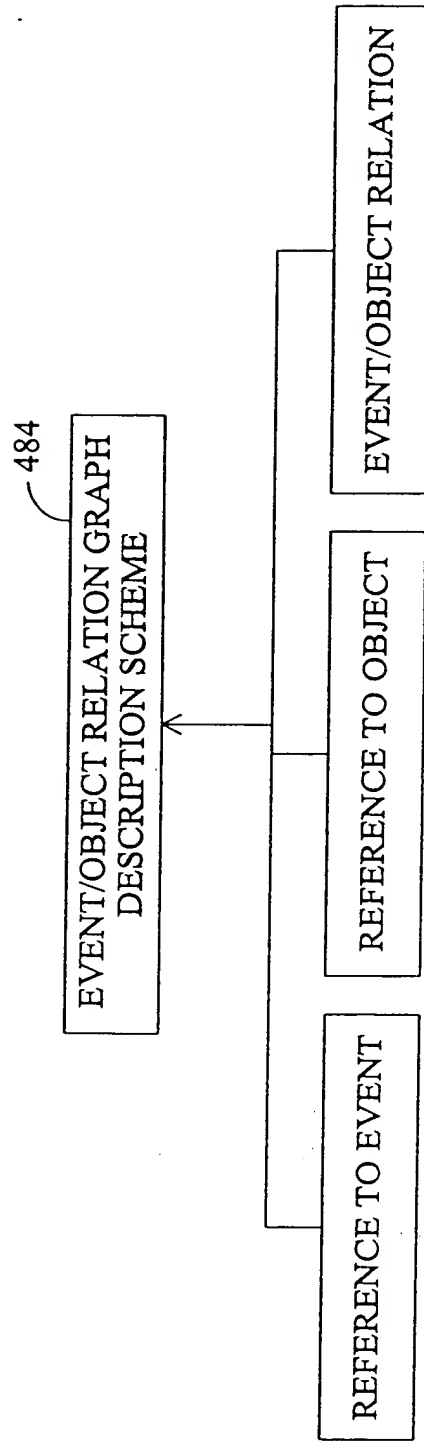 484
EVENT/OBJECT RELATION GRAPH
DESCRIPTION SCHEME
REFERENCE TO EVENT
REFERENCE TO OBJECT
EVENT/OBJECT RELATION